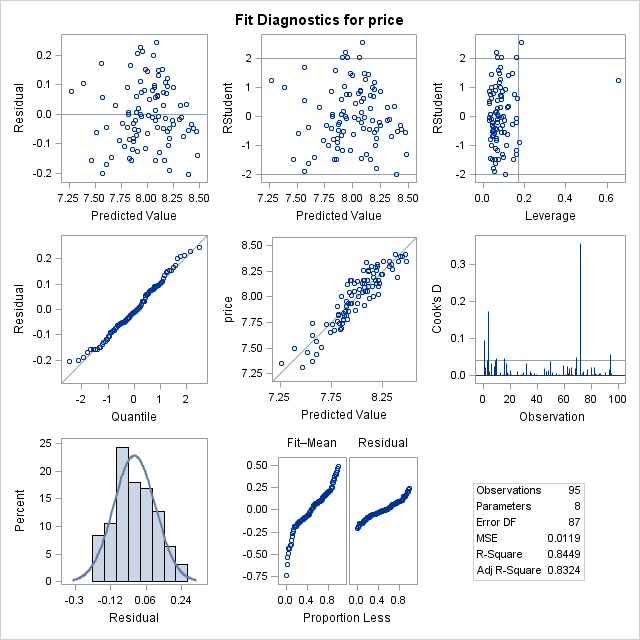 Fit Diagnostics for price
0.2
0.1
0.0
-0.1
-0.2
Residual
7.25 7.50 7.75 8.00 8.25 8.50
Predicted Value
2
1
0
-1
-2
RStudent
7.25 7.50 7.75 8.00 8.25 8.50
Predicted Value
2
1
0
-1
-2
RStudent
0.0 0.2 0.4 0.6
Leverage
0.2
0.1
0.0
-0.1
-0.2
Residual
-2 -1 0 1 2
Quantile
8.50
8.25
8.00
7.75
7.50
7.25
price
7.25 7.75 8.25
Predicted Value
0.3
0.2
0.1
0.0
Cook's D
0 20 40 60 80 100
Observation
25
20
15
10
5
0
Percent
-0.3 -0.12 0.06 0.24
Residual
Fit–Mean Residual
0.50
0.25
0.00
-0.25
-0.50
-0.75
0.0 0.4 0.8 0.0 0.4 0.8
Proportion Less
Observations 95
Parameters 8
Error DF 87
MSE 0.0119
R-Square 0.8449
Adj R-Square 0.8324